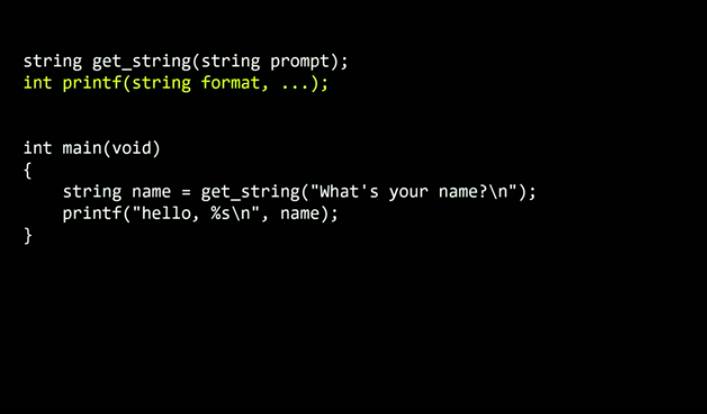 string get_string(string prompt);
int printf(string format, ...);
int main(void)
{
    string name = get_string("What's your name?\n");
    printf("hello, %s\n", name);
}